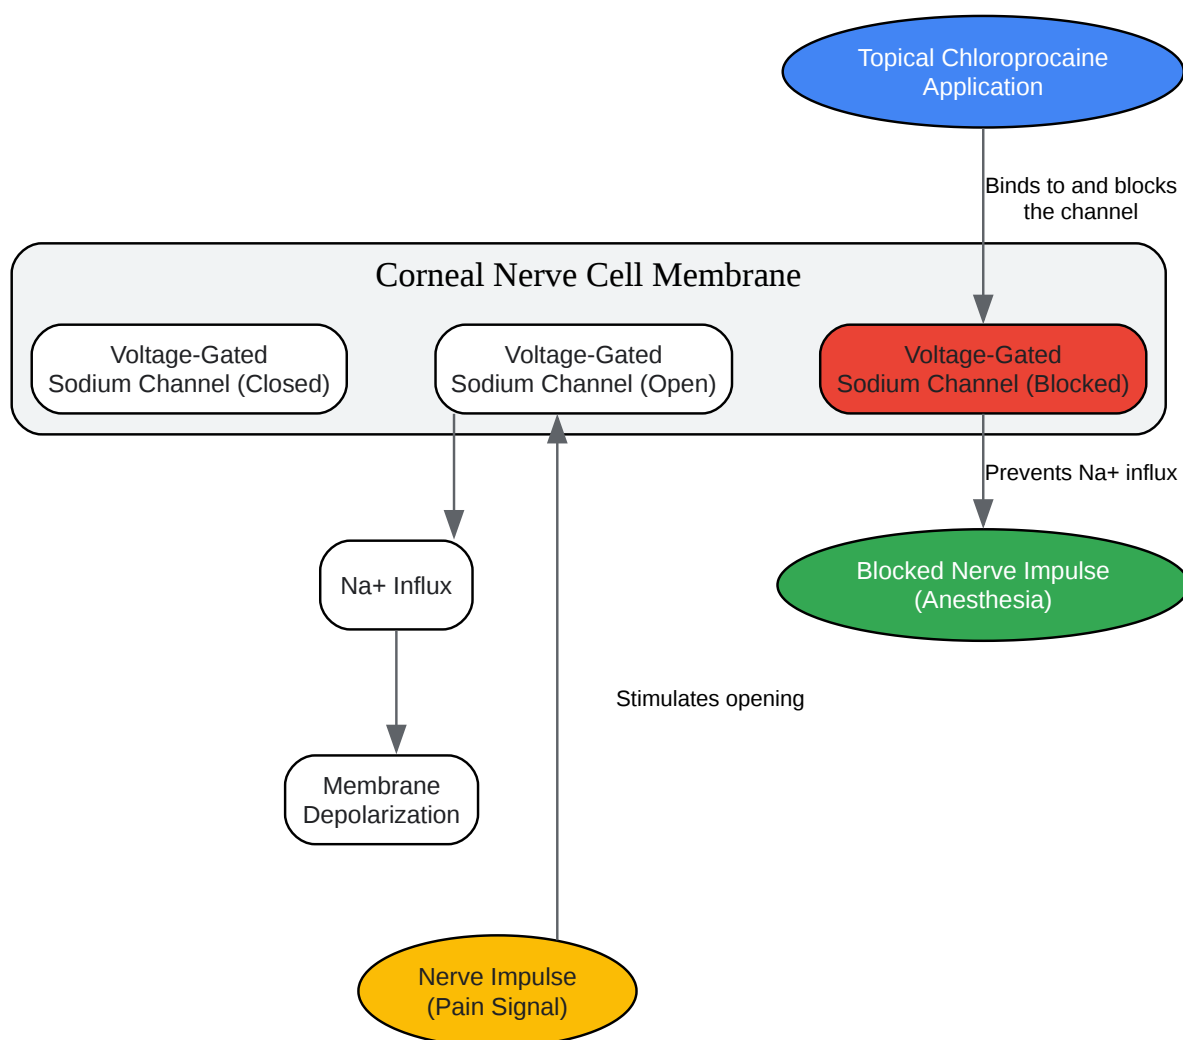 Topical Chloroprocaine
Application
Binds to and blocks
the channel
Corneal Nerve Cell Membrane
Voltage-Gated
Sodium Channel (Closed)
Voltage-Gated
Sodium Channel (Open)
Voltage-Gated
Sodium Channel (Blocked)
Prevents Na+ influx
Na+ Influx
Blocked Nerve Impulse
(Anesthesia)
Stimulates opening
Membrane
Depolarization
Nerve Impulse
(Pain Signal)